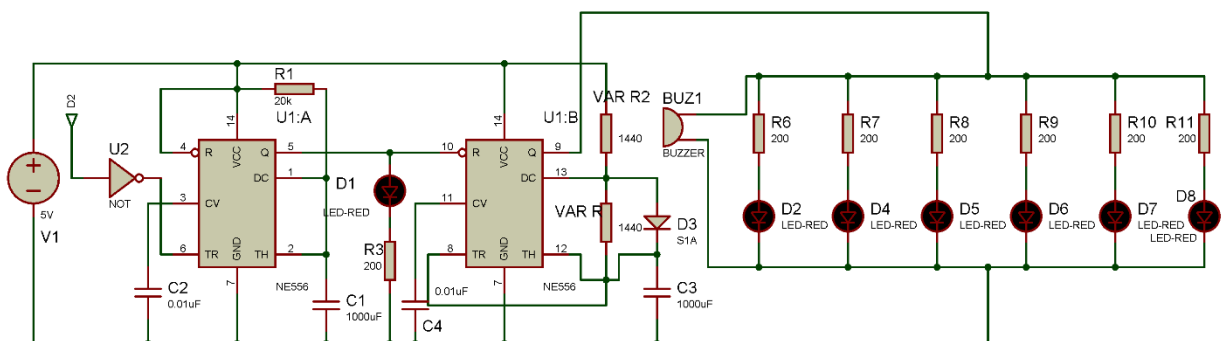 D2
V1
5V
U2
NOT
R1
20k
U1:A
14
4
R
VCC
Q
5
DC
1
3
CV
6
TR
GND
TH
2
7
NE556
C2
0.01uF
C1
1000uF
D1
LED-RED
R3
200
U1:B
14
10
R
VCC
Q
9
DC
13
11
CV
8
TR
GND
TH
12
7
NE556
0.01uF
C4
VAR R2
1440
VAR R
1440
D3
S1A
C3
1000uF
BUZ1
BUZZER
R6
200
R7
200
R8
200
R9
200
R10
200
R11
200
D2
LED-RED
D4
LED-RED
D5
LED-RED
D6
LED-RED
D7
LED-RED
D8
LED-RED